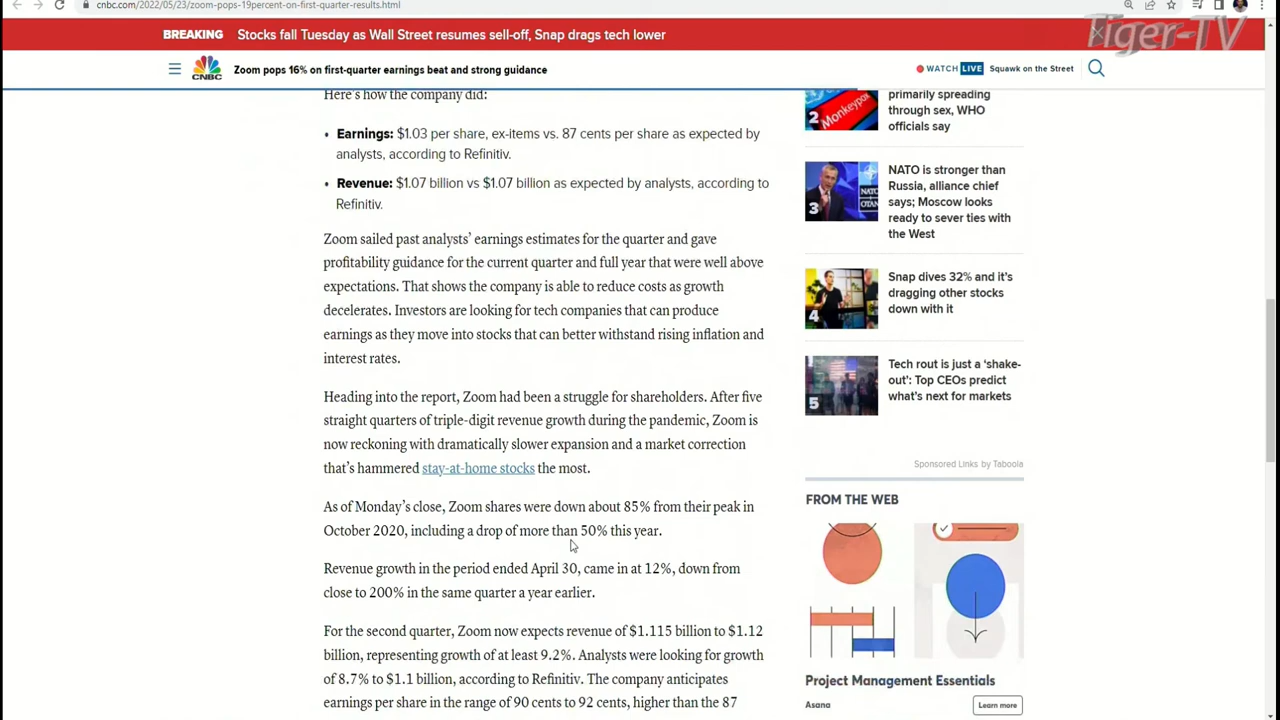 cnbc.com/2022/05/23/zoom-pops-19percent-on-first-quarter-results.html
Tiger-TV
BREAKING Stocks fall Tuesday as Wall Street resumes sell-off, Snap drags tech lower
CNBC
Zoom pops 16% on first-quarter earnings beat and strong guidance
WATCH LIVE Squawk on the Street
Here's how the company did:
• Earnings: $1.03 per share, ex-items vs. 87 cents per share as expected by
analysts, according to Refinitiv.
• Revenue: $1.07 billion vs $1.07 billion as expected by analysts, according to
Refinitiv.
Zoom sailed past analysts' earnings estimates for the quarter and gave
profitability guidance for the current quarter and full year that were well above
expectations. That shows the company is able to reduce costs as growth
decelerates. Investors are looking for tech companies that can produce
earnings as they move into stocks that can better withstand rising inflation and
interest rates.
Heading into the report, Zoom had been a struggle for shareholders. After five
straight quarters of triple-digit revenue growth during the pandemic, Zoom is
now reckoning with dramatically slower expansion and a market correction
that's hammered stay-at-home stocks the most.
As of Monday's close, Zoom shares were down about 85% from their peak in
October 2020, including a drop of more than 50% this year.
Revenue growth in the period ended April 30, came in at 12%, down from
close to 200% in the same quarter a year earlier.
For the second quarter, Zoom now expects revenue of $1.115 billion to $1.12
billion, representing growth of at least 9.2%. Analysts were looking for growth
of 8.7% to $1.1 billion, according to Refinitiv. The company anticipates
earnings per share in the range of 90 cents to 92 cents, higher than the 87
Monkeypox
2
primarily spreading
through sex, WHO
officials say
NATO
OTAN
3
NATO is stronger than
Russia, alliance chief
says; Moscow looks
ready to sever ties with
the West
4
Snap dives 32% and it's
dragging other stocks
down with it
5
Tech rout is just a 'shake-
out': Top CEOs predict
what's next for markets
Sponsored Links by Taboola
FROM THE WEB
Project Management Essentials
Asana
Learn more